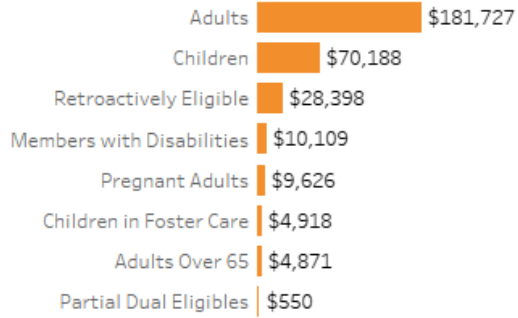 Adults $181,727
Children $70,188
Retroactively Eligible $28,398
Members with Disabilities $10,109
Pregnant Adults $9,626
Children in Foster Care $4,918
Adults Over 65 $4,871
Partial Dual Eligibles $550